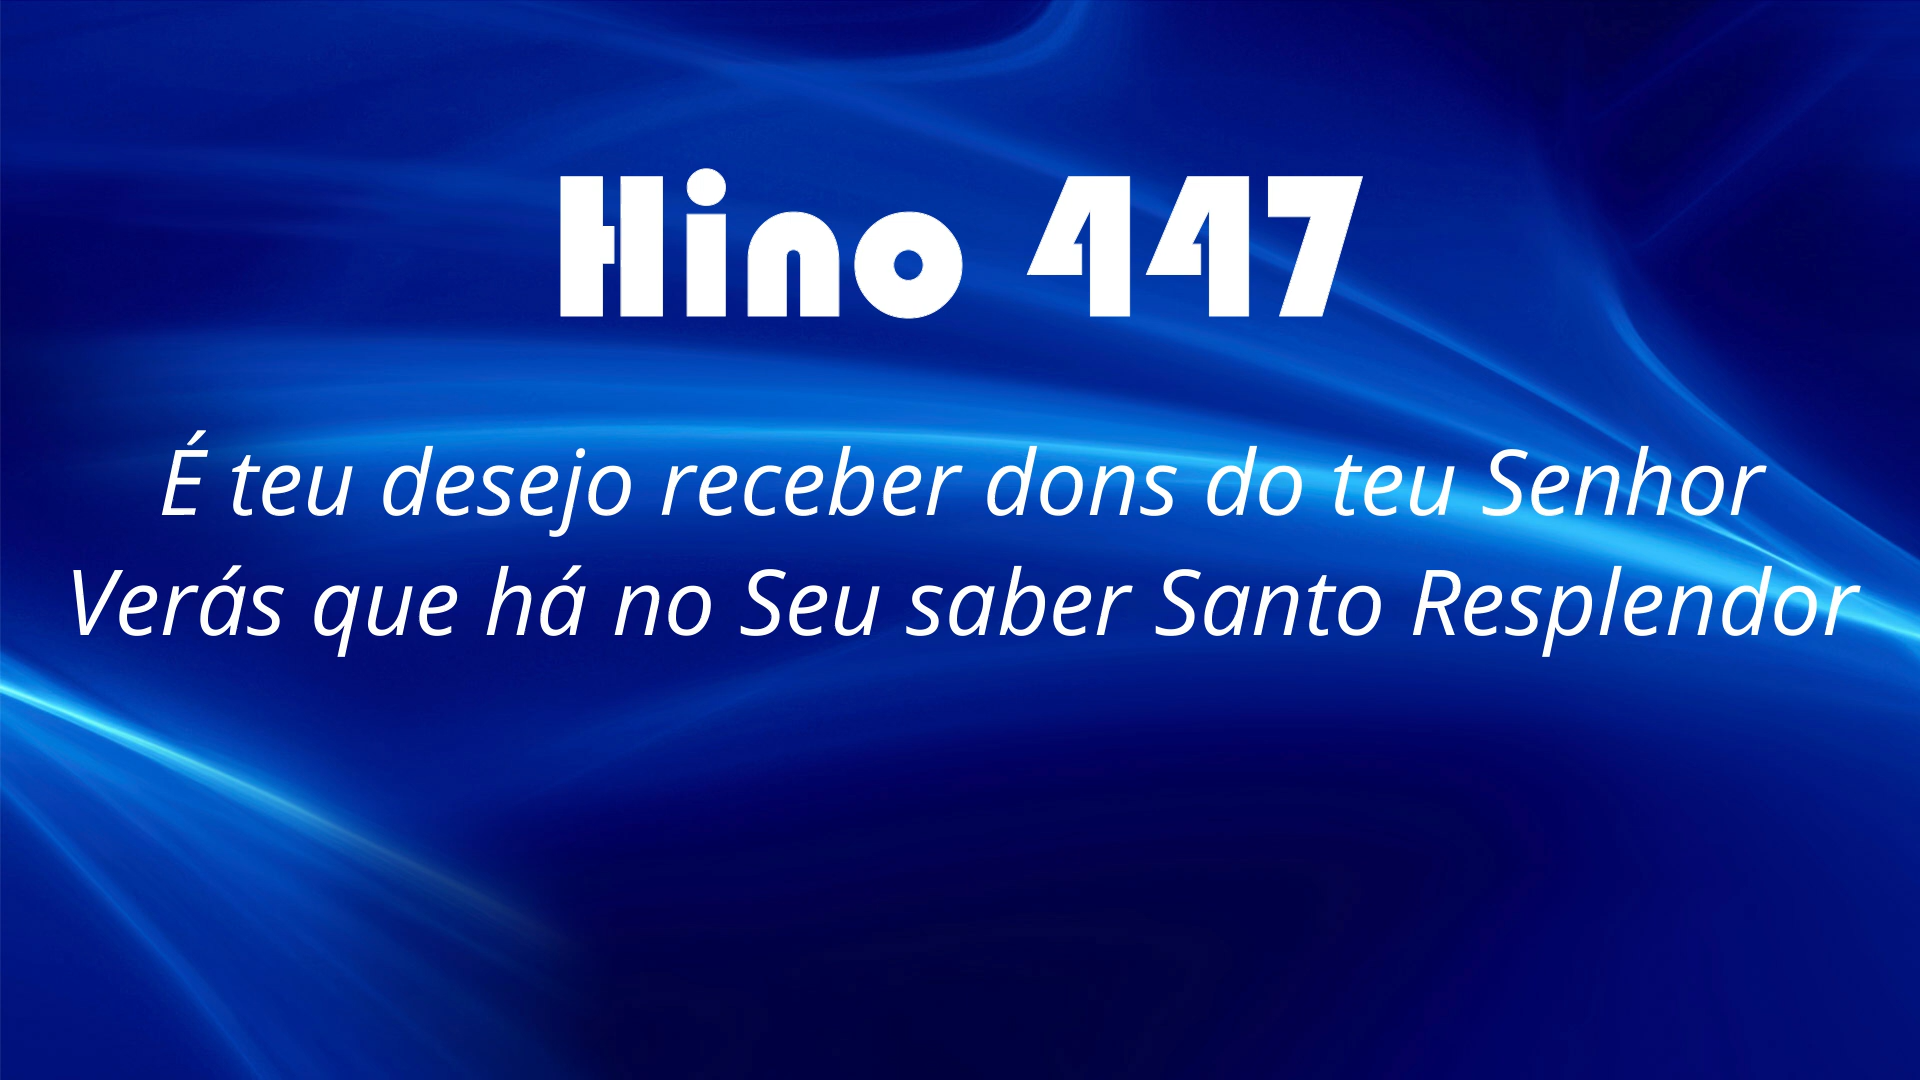 Hino 447
É teu desejo receber dons do teu Senhor
Verás que há no Seu saber Santo Resplendor